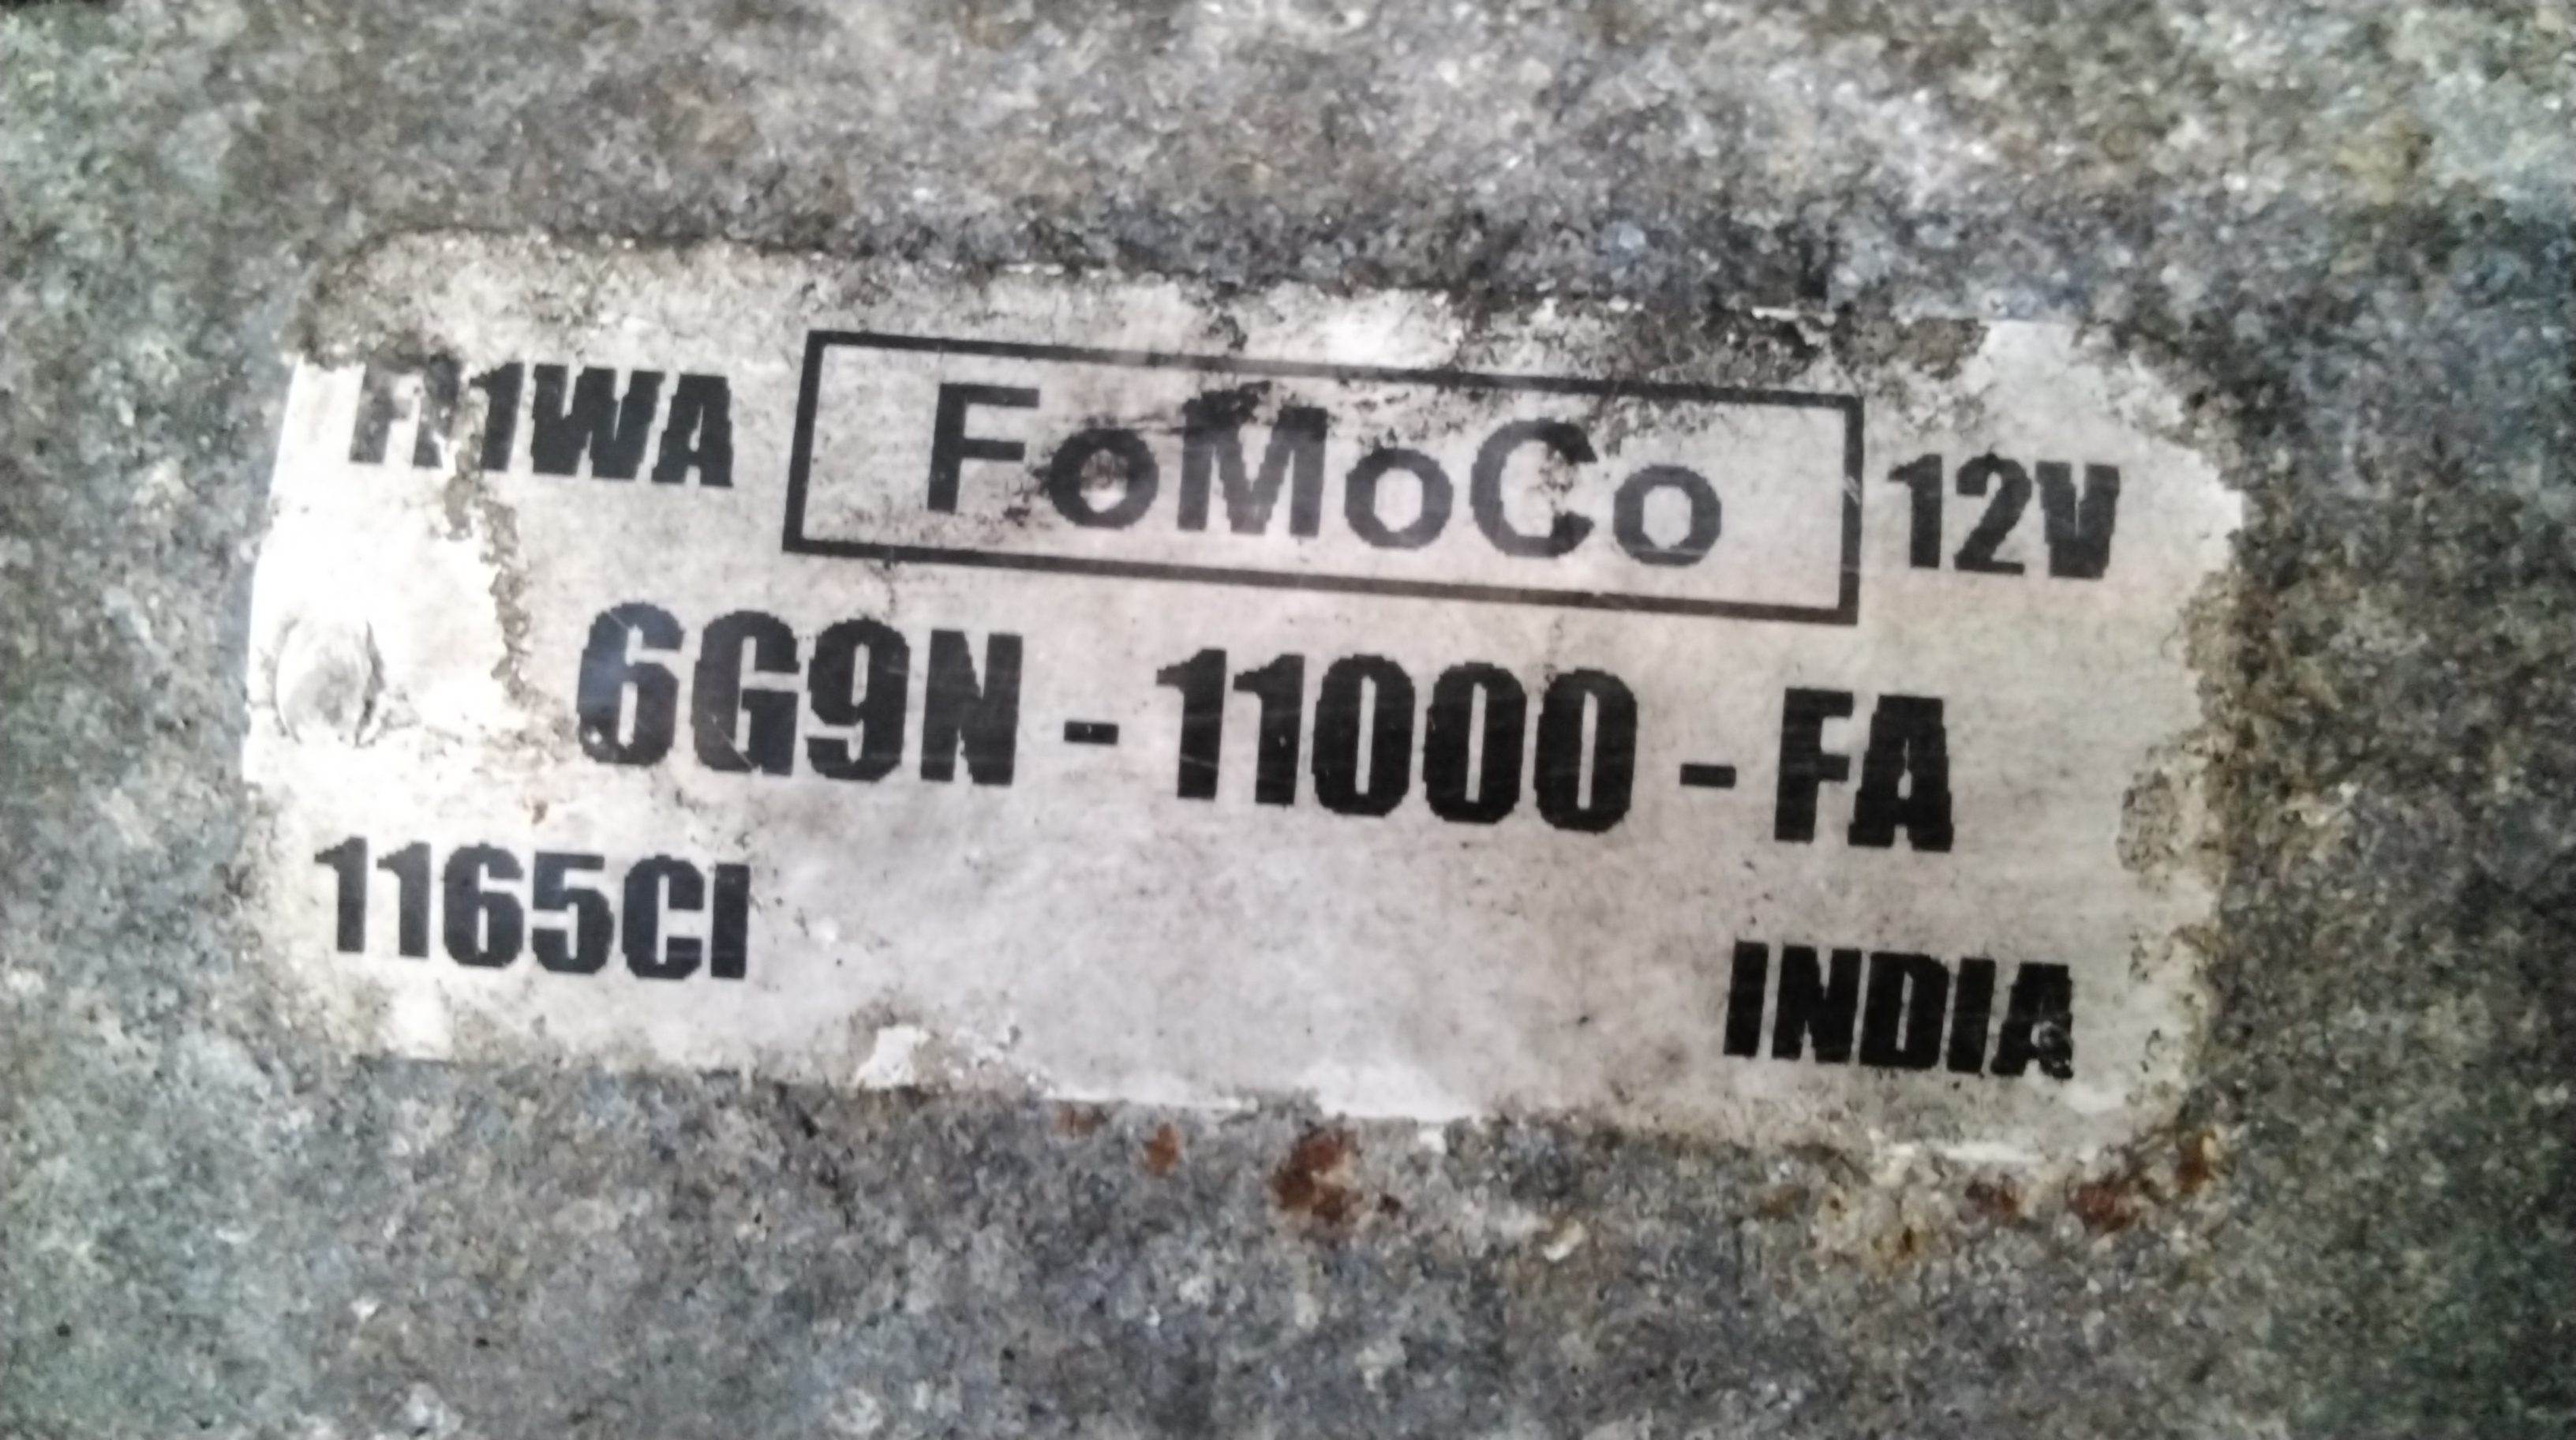 FoMoCo 12V
6G9N - 11000 - FA
1165CI
INDIA